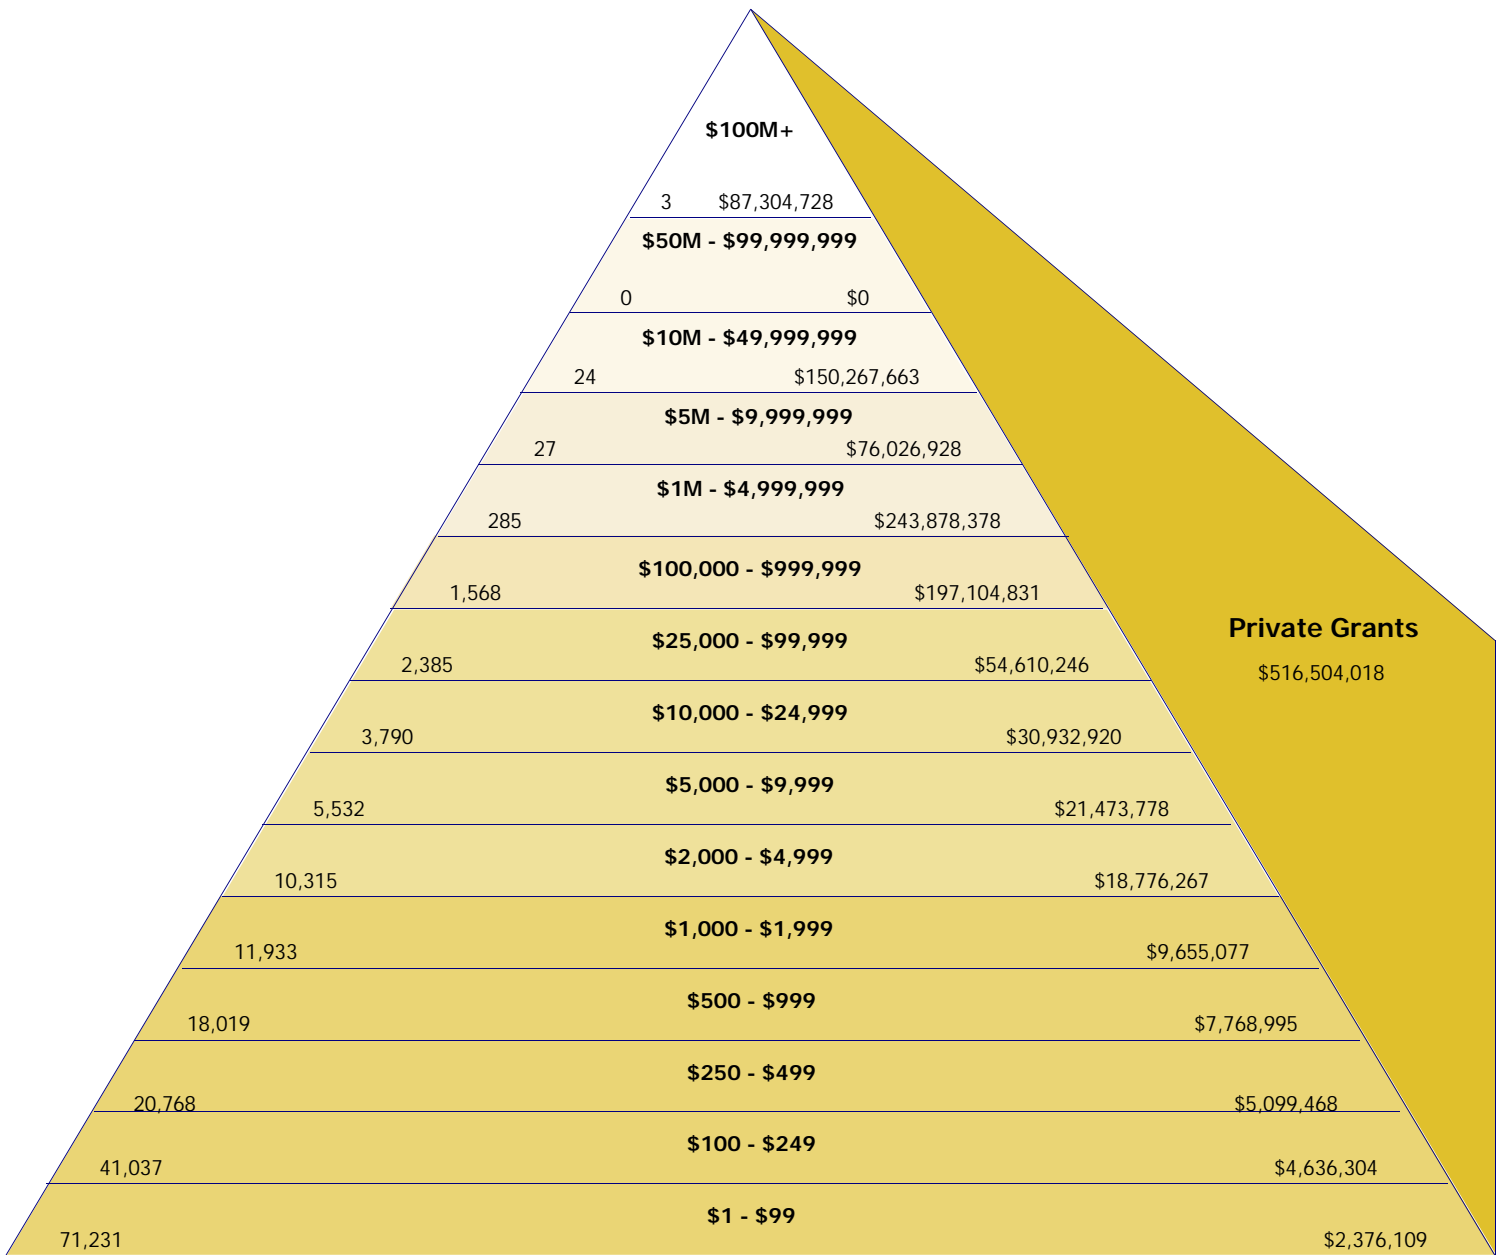 $100M+
3 $87,304,728
$50M - $99,999,999
0 $0
$10M - $49,999,999
24 $150,267,663
$5M - $9,999,999
27 $76,026,928
$1M - $4,999,999
285 $243,878,378
$100,000 - $999,999
1,568 $197,104,831
Private Grants
$25,000 - $99,999
2,385 $54,610,246
$516,504,018
$10,000 - $24,999
3,790 $30,932,920
$5,000 - $9,999
5,532 $21,473,778
$2,000 - $4,999
10,315 $18,776,267
$1,000 - $1,999
11,933 $9,655,077
$500 - $999
18,019 $7,768,995
$250 - $499
20,768 $5,099,468
$100 - $249
41,037 $4,636,304
$1 - $99
71,231 $2,376,109